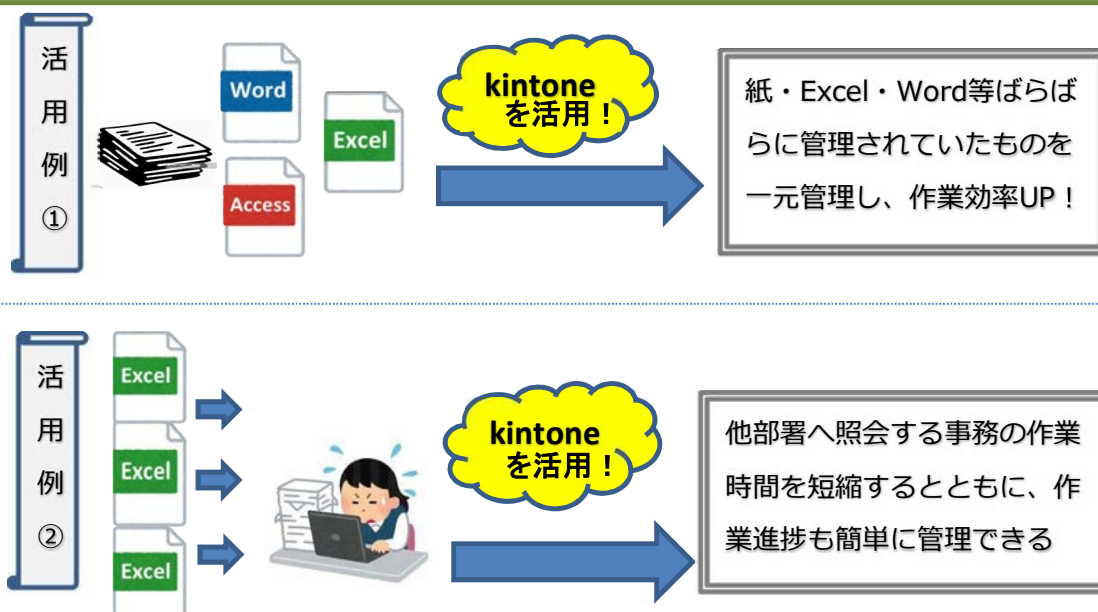 活用例①
Word
Excel
Access
kintone
を活用！
紙・Excel・Word等ばらば
らに管理されていたものを
一元管理し、作業効率UP！
活用例②
Excel
Excel
Excel
kintone
を活用！
他部署へ照会する事務の作業
時間を短縮するとともに、作
業進捗も簡単に管理できる